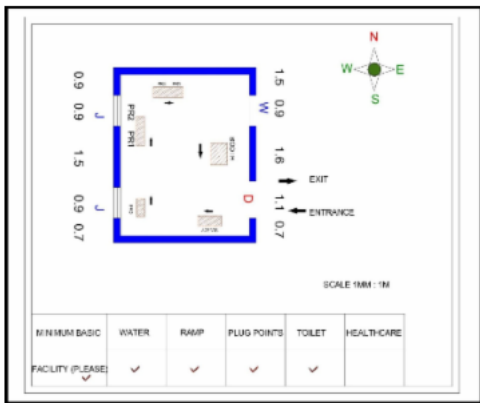 N
W E
S
0.9
0.9
1.5
0.9
0.7
J
J
PR2
PR1
W
D
1.5
0.9
1.6
1.1
0.7
EXIT
ENTRANCE
SCALE 1MM : 1M
MINIMUM BASIC WATER RAMP PLUG POINTS TOILET HEALTHCARE
FACILITY (PLEASE)